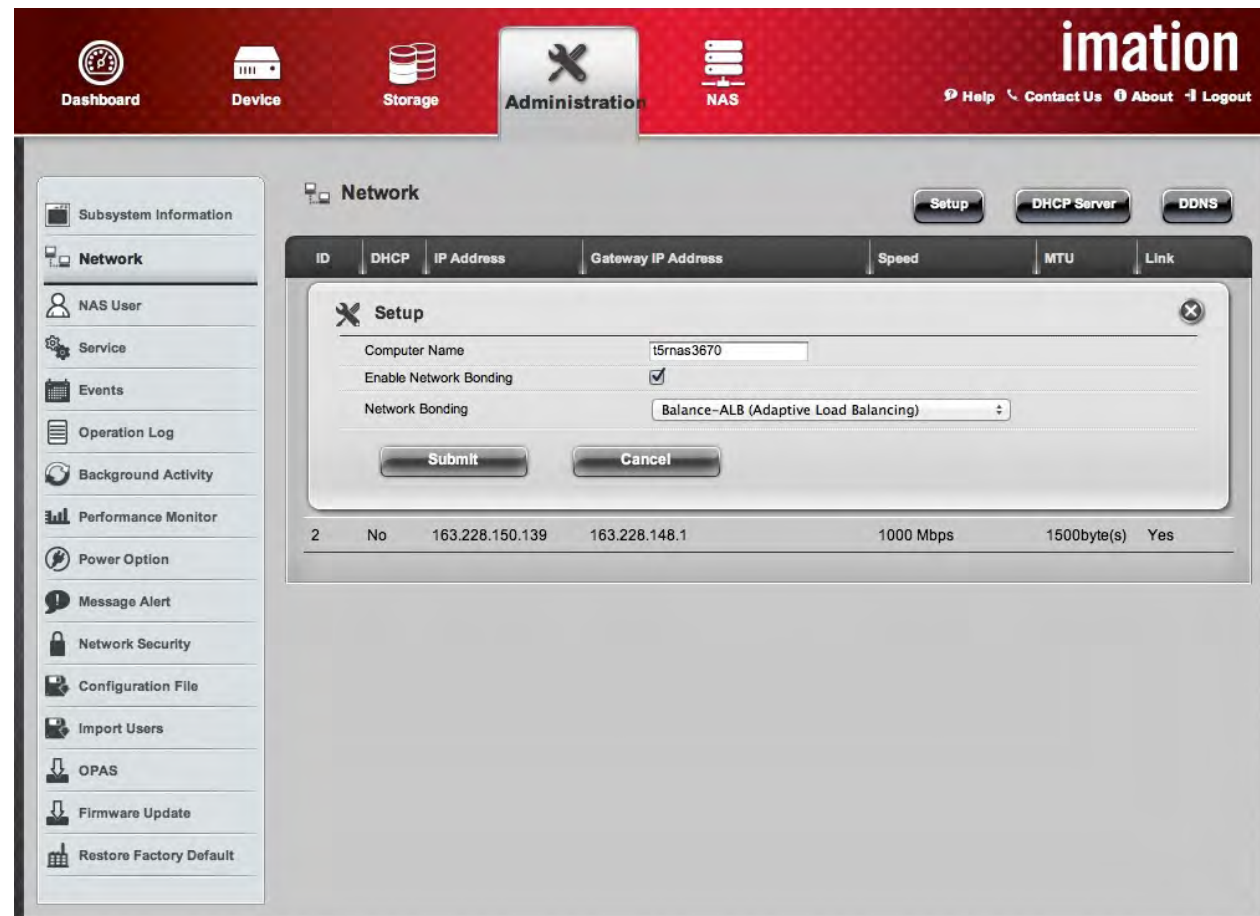 imation
Dashboard
Device
Storage
Administration
NAS
Help Contact Us About Logout
Subsystem Information
Network
NAS User
Service
Events
Operation Log
Background Activity
Performance Monitor
Power Option
Message Alert
Network Security
Configuration File
Import Users
OPAS
Firmware Update
Restore Factory Default
Network
Setup DHCP Server DDNS
ID DHCP IP Address Gateway IP Address Speed MTU Link
Setup
Computer Name t5rnas3670
Enable Network Bonding
Network Bonding Balance-ALB (Adaptive Load Balancing)
Submit Cancel
2 No 163.228.150.139 163.228.148.1 1000 Mbps 1500byte(s) Yes